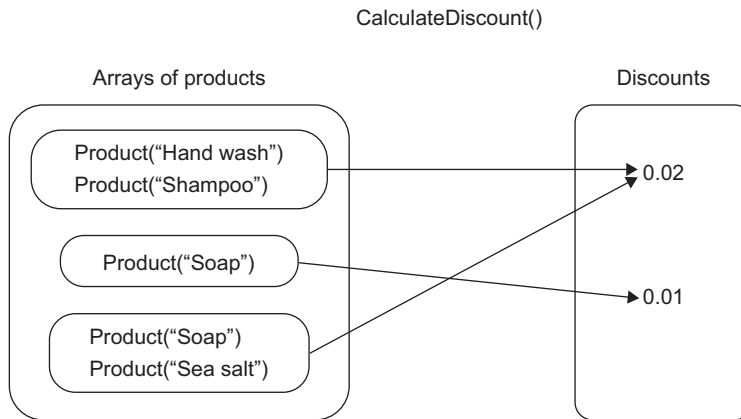 CalculateDiscount()
Arrays of products
Discounts
Product(“Hand wash”)
Product(“Shampoo”)
0.02
Product(“Soap”)
0.01
Product(“Soap”)
Product(“Sea salt”)